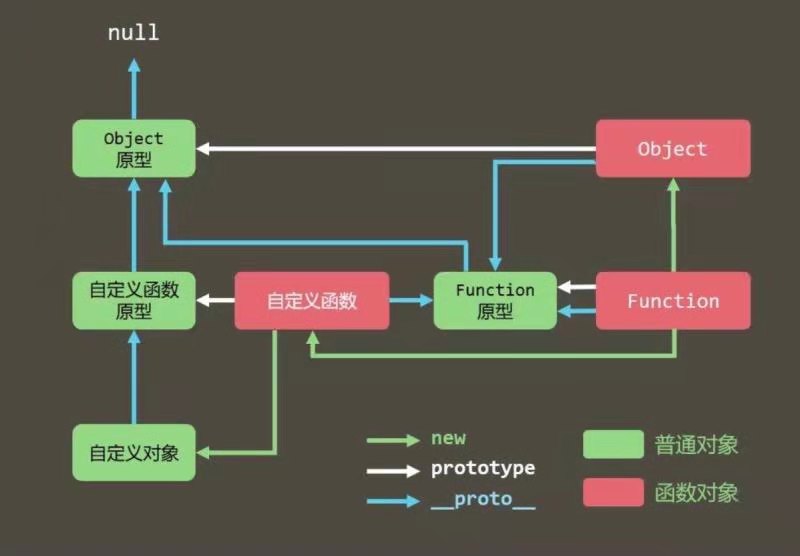 null
Object
原型
Object
自定义函数
原型
自定义函数
Function
原型
Function
自定义对象
new
prototype
__proto__
普通对象
函数对象